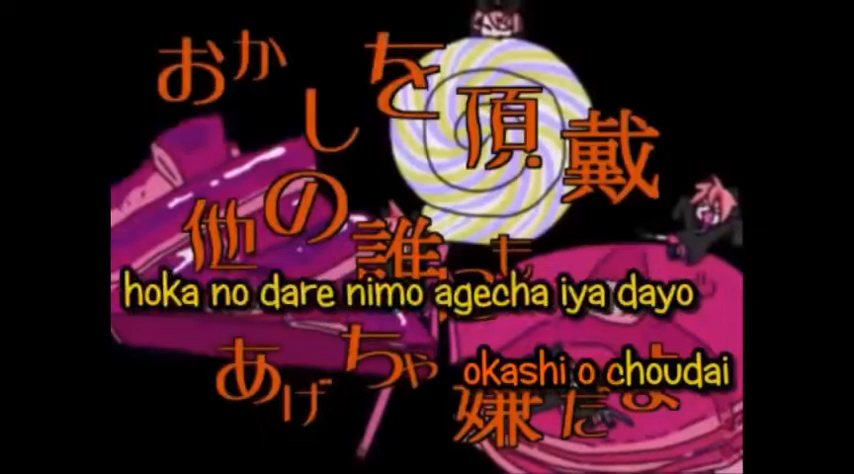 おかしを頂戴
他の誰にも
あげちゃ嫌だよ
hoka no dare nimo agecha iya dayo
okashi o choudai